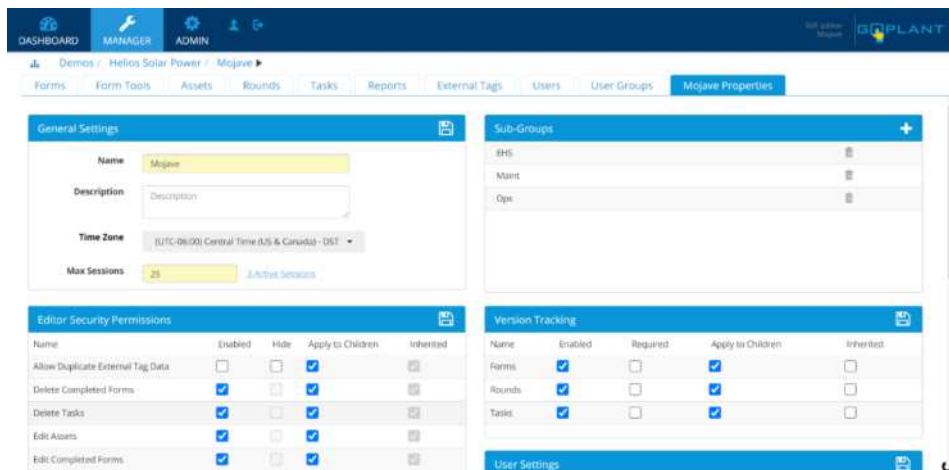 DASHBOARD
MANAGER
ADMIN
GOPLANT
Demos / Helios Solar Power / Mojave
Forms
Form Tools
Assets
Rounds
Tasks
Reports
External Tags
Users
User Groups
Mojave Properties
General Settings
Name
Mojave
Description
Description
Time Zone
(UTC-06:00) Central Time (US & Canada) - DST
Max Sessions
25
3 Active Sessions
Sub-Groups
EHS
Maint
Ops
Editor Security Permissions
Name Enabled Hide Apply to Children Inherited
Allow Duplicate External Tag Data
Delete Completed Forms
Delete Tasks
Edit Assets
Edit Completed Forms
Version Tracking
Name Enabled Required Apply to Children Inherited
Forms
Rounds
Tasks
User Settings